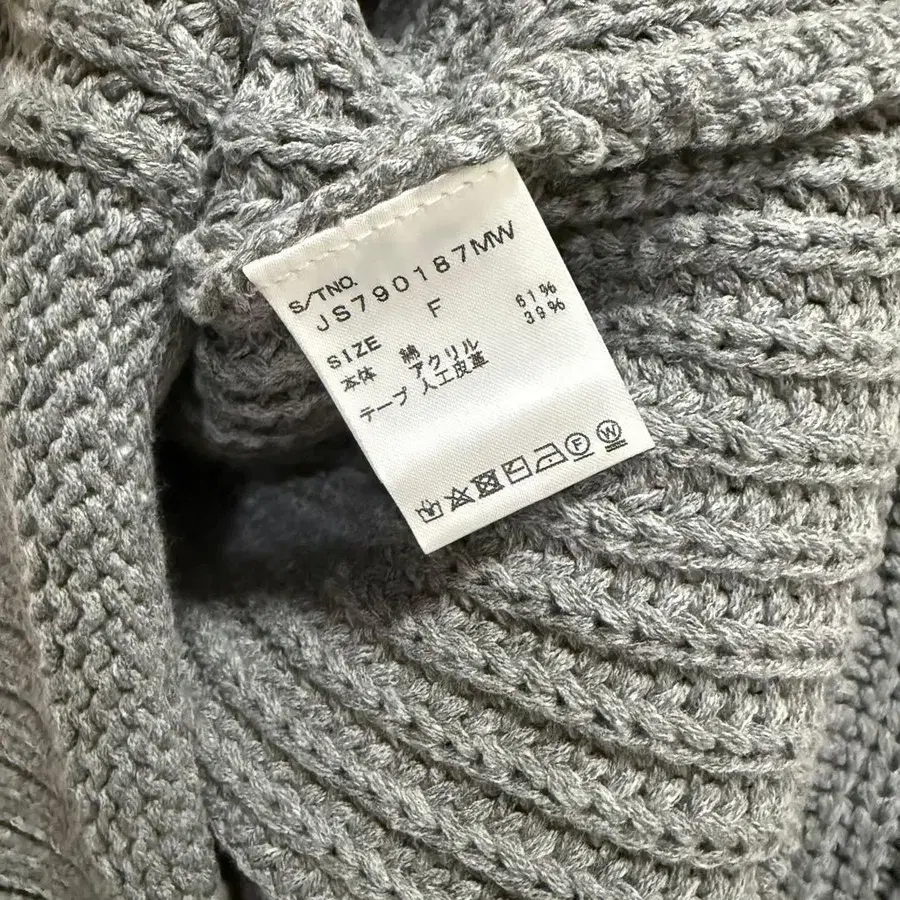 S/TNO.
JS790187MW
SIZE F
本体 綿 61%
アクリル 39%
テープ 人工皮革
F W